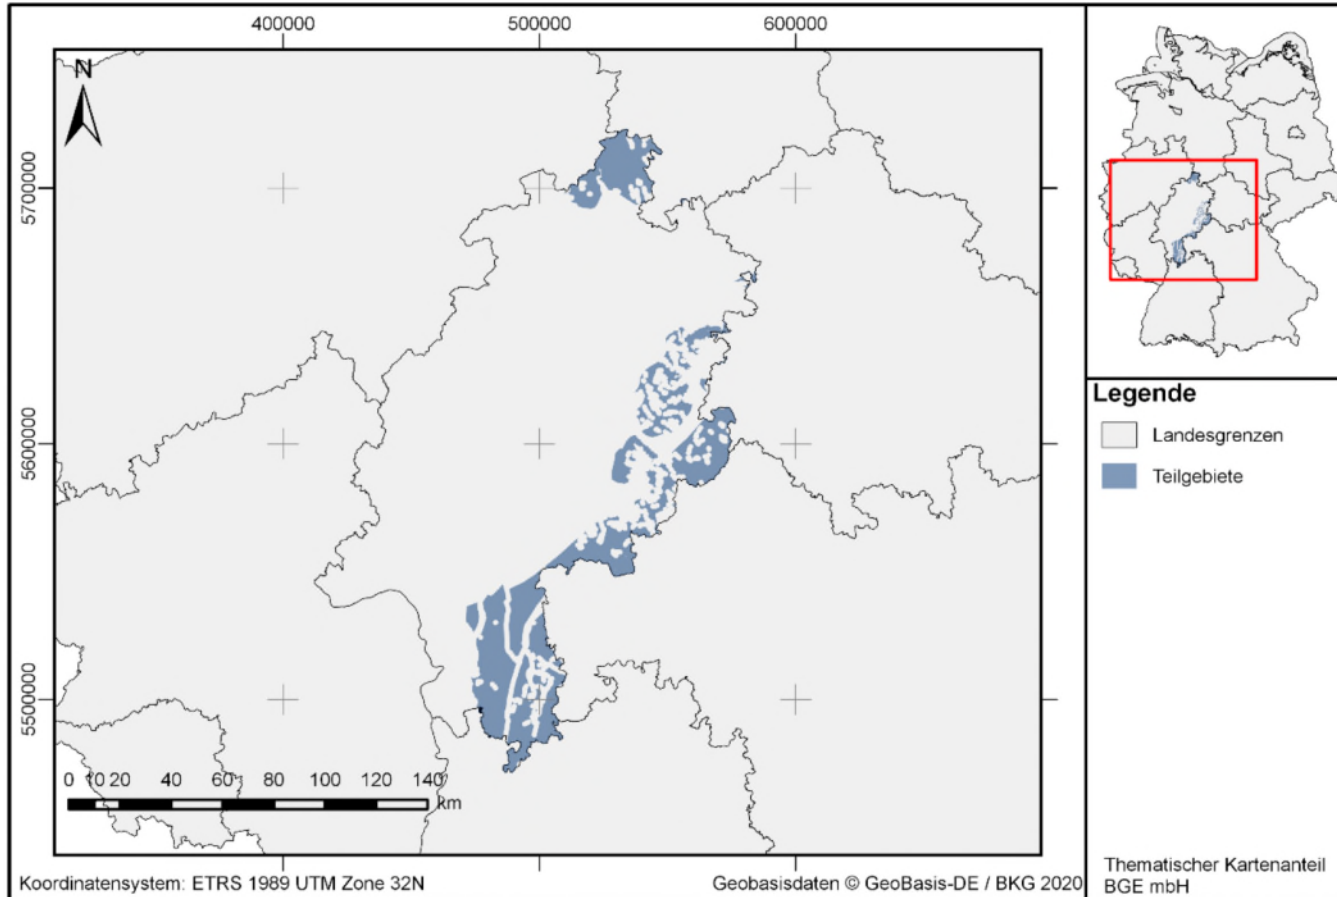 400000 500000 600000
N
5700000
5600000
5500000
0 10 20 40 60 80 100 120 140
km
Koordinatensystem: ETRS 1989 UTM Zone 32N
Geobasisdaten © GeoBasis-DE / BKG 2020
Legende
Landesgrenzen
Teilgebiete
Thematischer Kartenanteil
BGE mbH